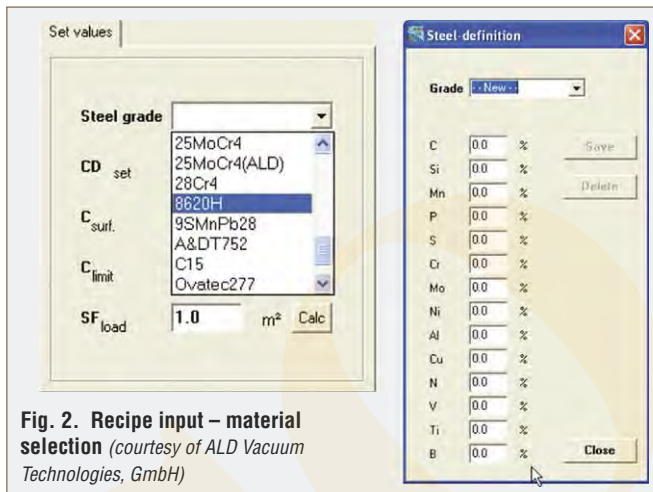 Set values
Steel grade
25MoCr4
25MoCr4(ALD)
28Cr4
8620H
9SMnPb28
A&DT752
C15
Ovatec277
CD set
C surf.
C limit
SF load 1.0 m² Calc
Fig. 2. Recipe input – material
selection (courtesy of ALD Vacuum
Technologies, GmbH)
Steel-definition
Grade --New--
C 0.0 %
Si 0.0 %
Mn 0.0 %
P 0.0 %
S 0.0 %
Cr 0.0 %
Mo 0.0 %
Ni 0.0 %
Al 0.0 %
Cu 0.0 %
N 0.0 %
V 0.0 %
Ti 0.0 %
B 0.0 %
Save
Delete
Close